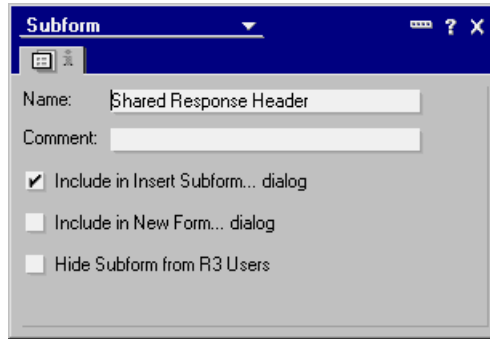 Subform
? X
i
Name: Shared Response Header
Comment:
Include in Insert Subform... dialog
Include in New Form... dialog
Hide Subform from R3 Users